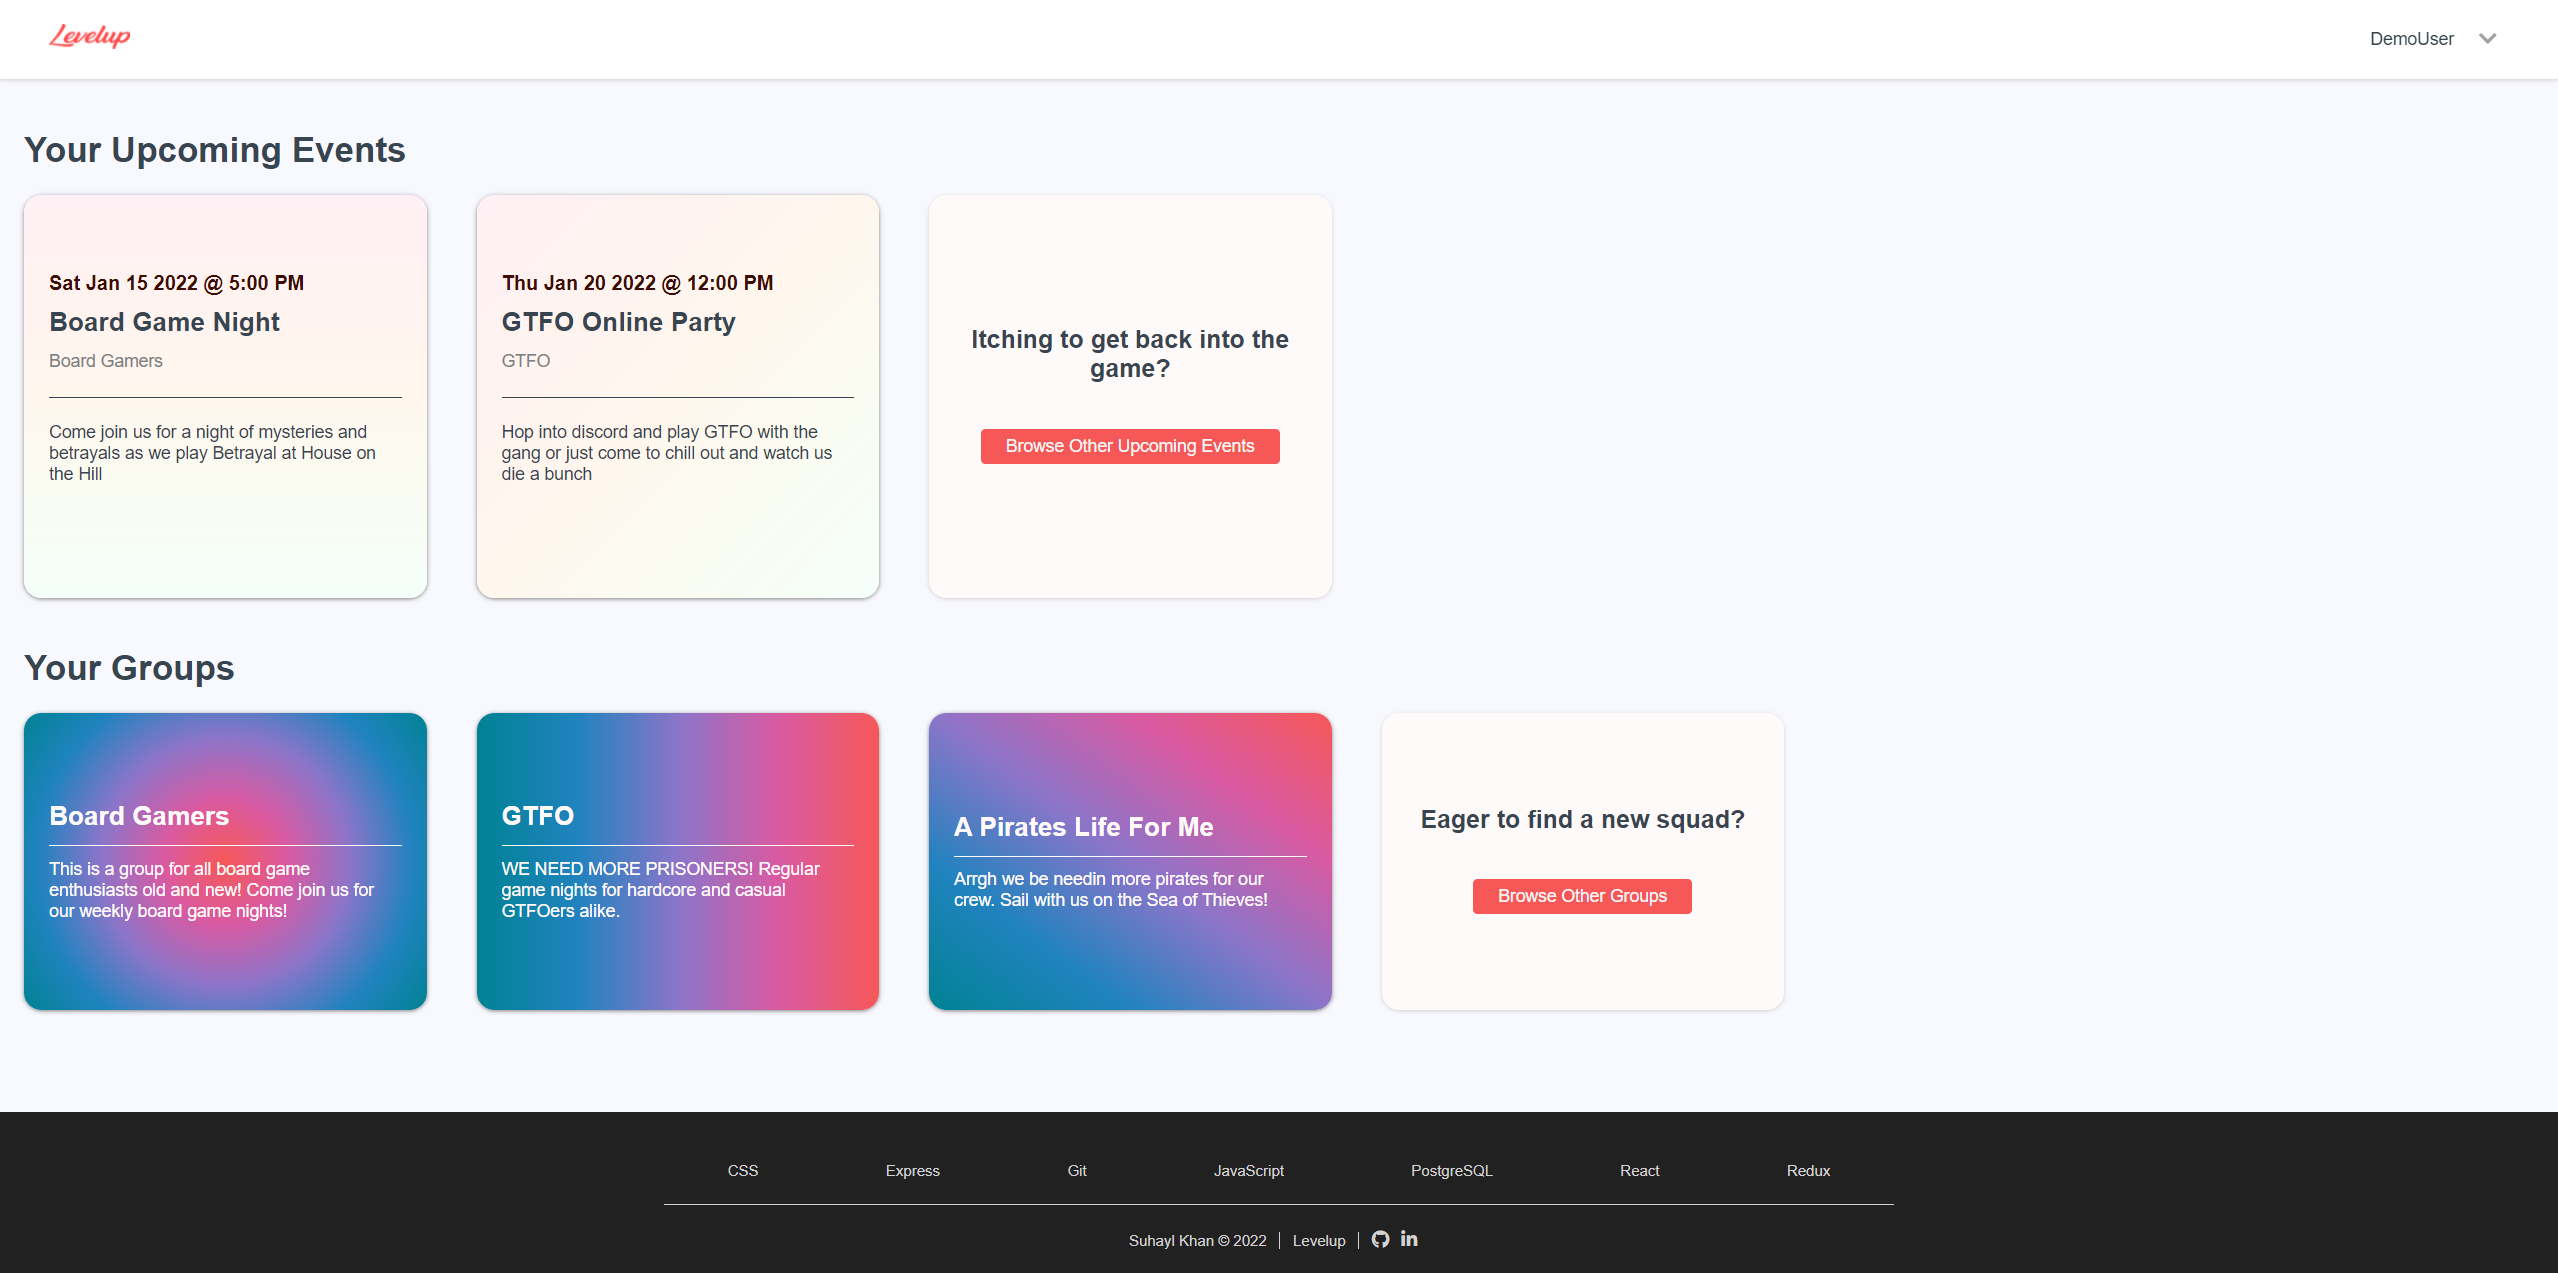 Levelup
DemoUser
Your Upcoming Events
Sat Jan 15 2022 @ 5:00 PM
Board Game Night
Board Gamers
Come join us for a night of mysteries and
betrayals as we play Betrayal at House on
the Hill
Thu Jan 20 2022 @ 12:00 PM
GTFO Online Party
GTFO
Hop into discord and play GTFO with the
gang or just come to chill out and watch us
die a bunch
Itching to get back into the
game?
Browse Other Upcoming Events
Your Groups
Board Gamers
This is a group for all board game
enthusiasts old and new! Come join us for
our weekly board game nights!
GTFO
WE NEED MORE PRISONERS! Regular
game nights for hardcore and casual
GTFOers alike.
A Pirates Life For Me
Arrgh we be needin more pirates for our
crew. Sail with us on the Sea of Thieves!
Eager to find a new squad?
Browse Other Groups
CSS Express Git JavaScript PostgreSQL React Redux
Suhayl Khan © 2022 | Levelup |